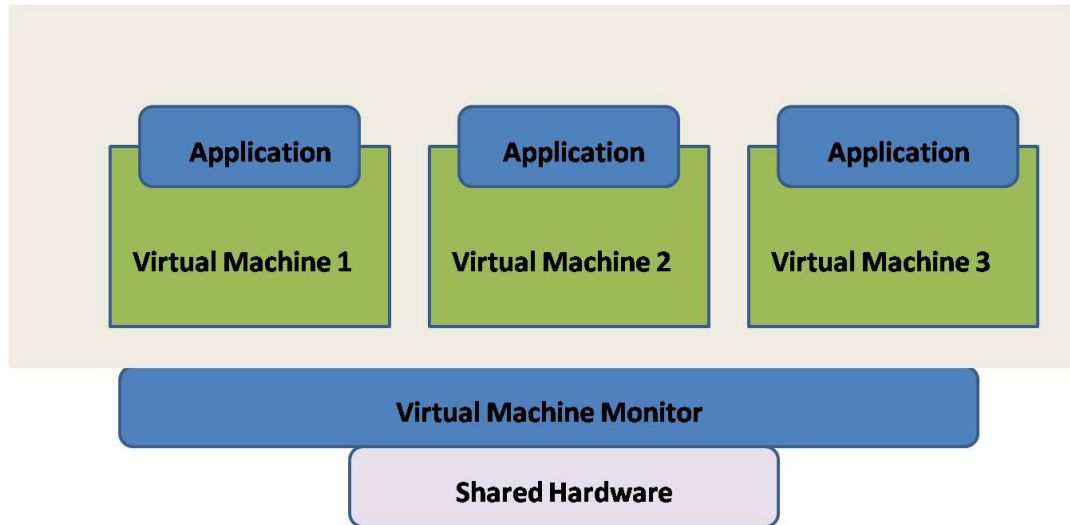 Application
Application
Application
Virtual Machine 1
Virtual Machine 2
Virtual Machine 3
Virtual Machine Monitor
Shared Hardware